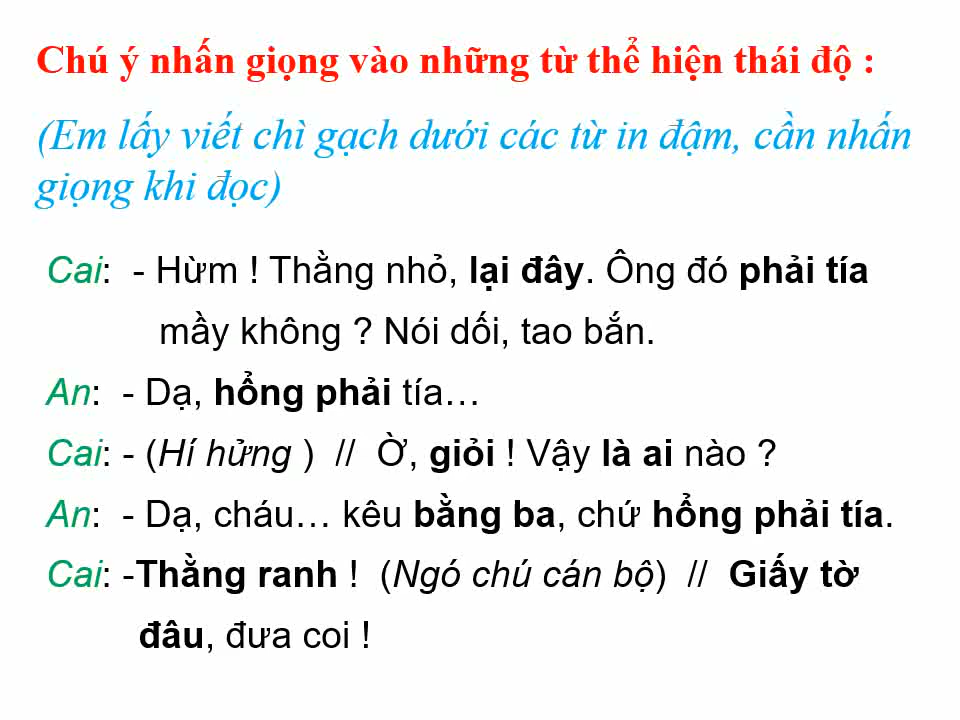 Chú ý nhấn giọng vào những từ thể hiện thái độ :
(Em lấy viết chì gạch dưới các từ in đậm, cần nhấn
giọng khi đọc)
Cai:  - Hừm ! Thằng nhỏ, lại đây. Ông đó phải tía
mầy không ? Nói dối, tao bắn.
An:  - Dạ, hổng phải tía…
Cai: - (Hí hửng )  //  Ờ, giỏi ! Vậy là ai nào ?
An:  - Dạ, cháu… kêu bằng ba, chứ hổng phải tía.
Cai: -Thằng ranh !  (Ngó chú cán bộ)  //  Giấy tờ
đâu, đưa coi !